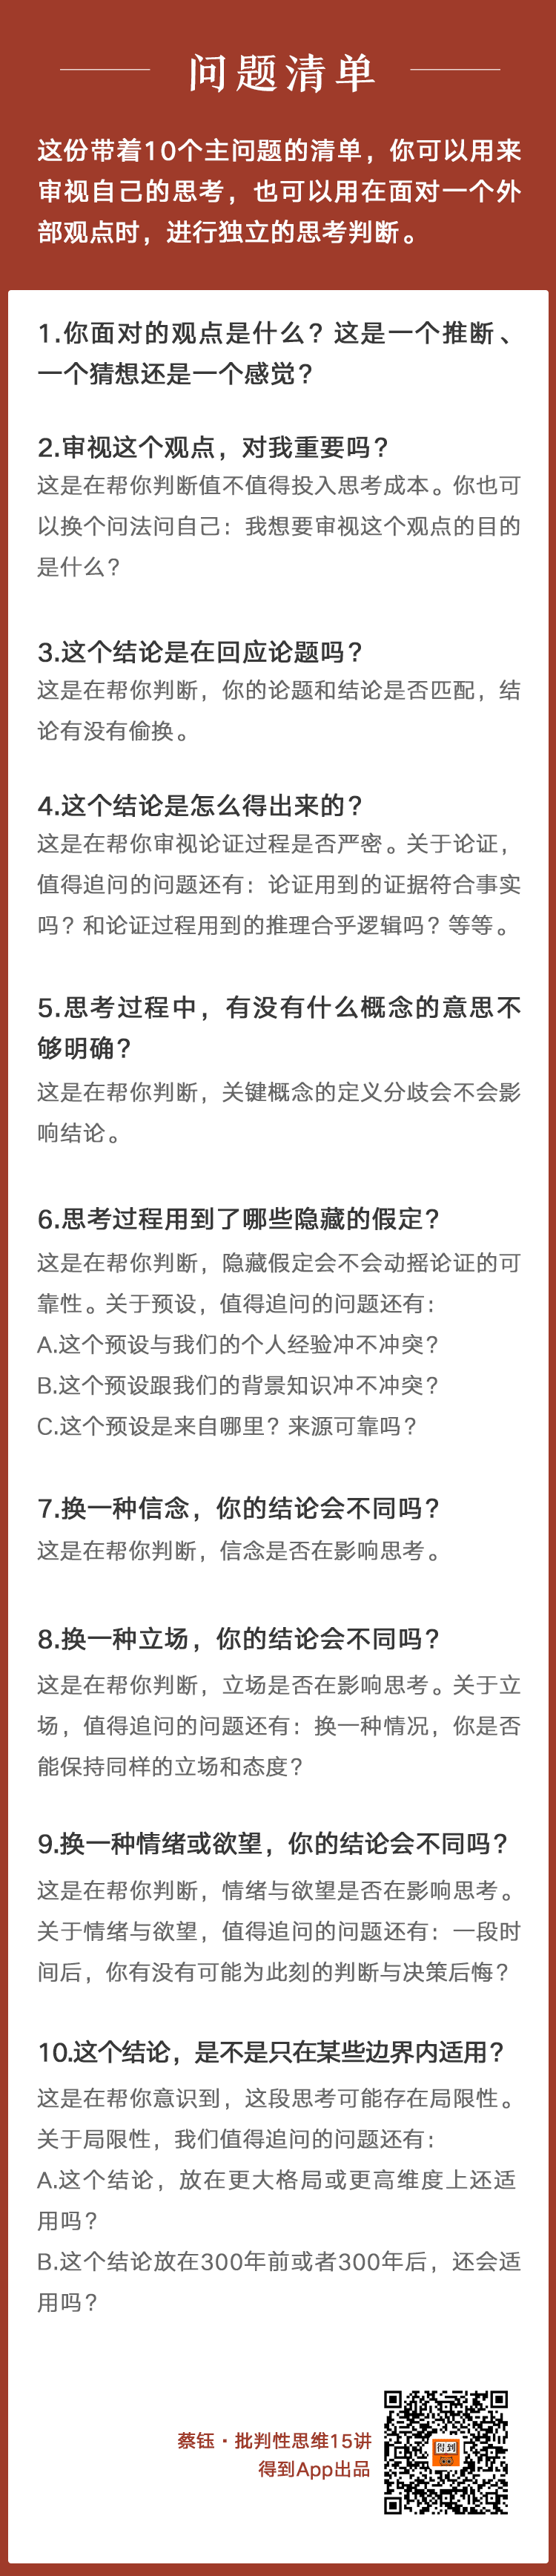 问题清单
这份带着10个主问题的清单，你可以用来
审视自己的思考，也可以用在面对一个外
部观点时，进行独立的思考判断。
1.你面对的观点是什么？这是一个推断、
一个猜想还是一个感觉？
2.审视这个观点，对我重要吗？
这是在帮你判断值不值得投入思考成本。你也可
以换个问法问自己：我想要审视这个观点的目的
是什么？
3.这个结论是在回应论题吗？
这是在帮你判断，你的论题和结论是否匹配，结
论有没有偷换。
4.这个结论是怎么得出来的？
这是在帮你审视论证过程是否严密。关于论证，
值得追问的问题还有：论证用到的证据符合事实
吗？和论证过程用到的推理合乎逻辑吗？等等。
5.思考过程中，有没有什么概念的意思不
够明确？
这是在帮你判断，关键概念的定义分歧会不会影
响结论。
6.思考过程用到了哪些隐藏的假定？
这是在帮你判断，隐藏假定会不会动摇论证的可
靠性。关于预设，值得追问的问题还有：
A.这个预设与我们的个人经验冲不冲突？
B.这个预设跟我们的背景知识冲不冲突？
C.这个预设是来自哪里？来源可靠吗？
7.换一种信念，你的结论会不同吗？
这是在帮你判断，信念是否在影响思考。
8.换一种立场，你的结论会不同吗？
这是在帮你判断，立场是否在影响思考。关于立
场，值得追问的问题还有：换一种情况，你是否
能保持同样的立场和态度？
9.换一种情绪或欲望，你的结论会不同吗？
这是在帮你判断，情绪与欲望是否在影响思考。
关于情绪与欲望，值得追问的问题还有：一段时
间后，你有没有可能为此刻的判断与决策后悔？
10.这个结论，是不是只在某些边界内适用？
这是在帮你意识到，这段思考可能存在局限性。
关于局限性，我们值得追问的问题还有：
A.这个结论，放在更大格局或更高维度上还适
用吗？
B.这个结论放在300年前或者300年后，还会适
用吗？
蔡钰·批判性思维15讲
得到App出品
得到